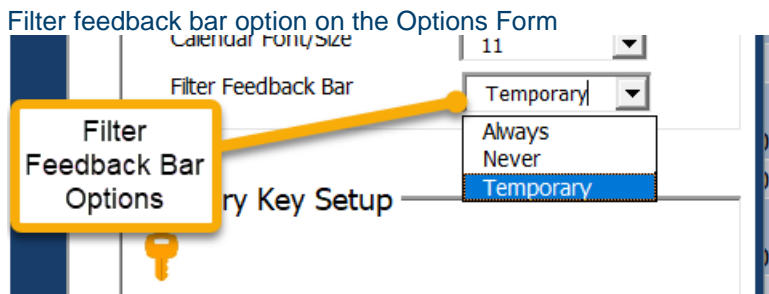 Filter feedback bar option on the Options Form
Calendar Font/Size 11
Filter Feedback Bar Temporary
Always
Never
Temporary
Filter
Feedback Bar
Options
ry Key Setup